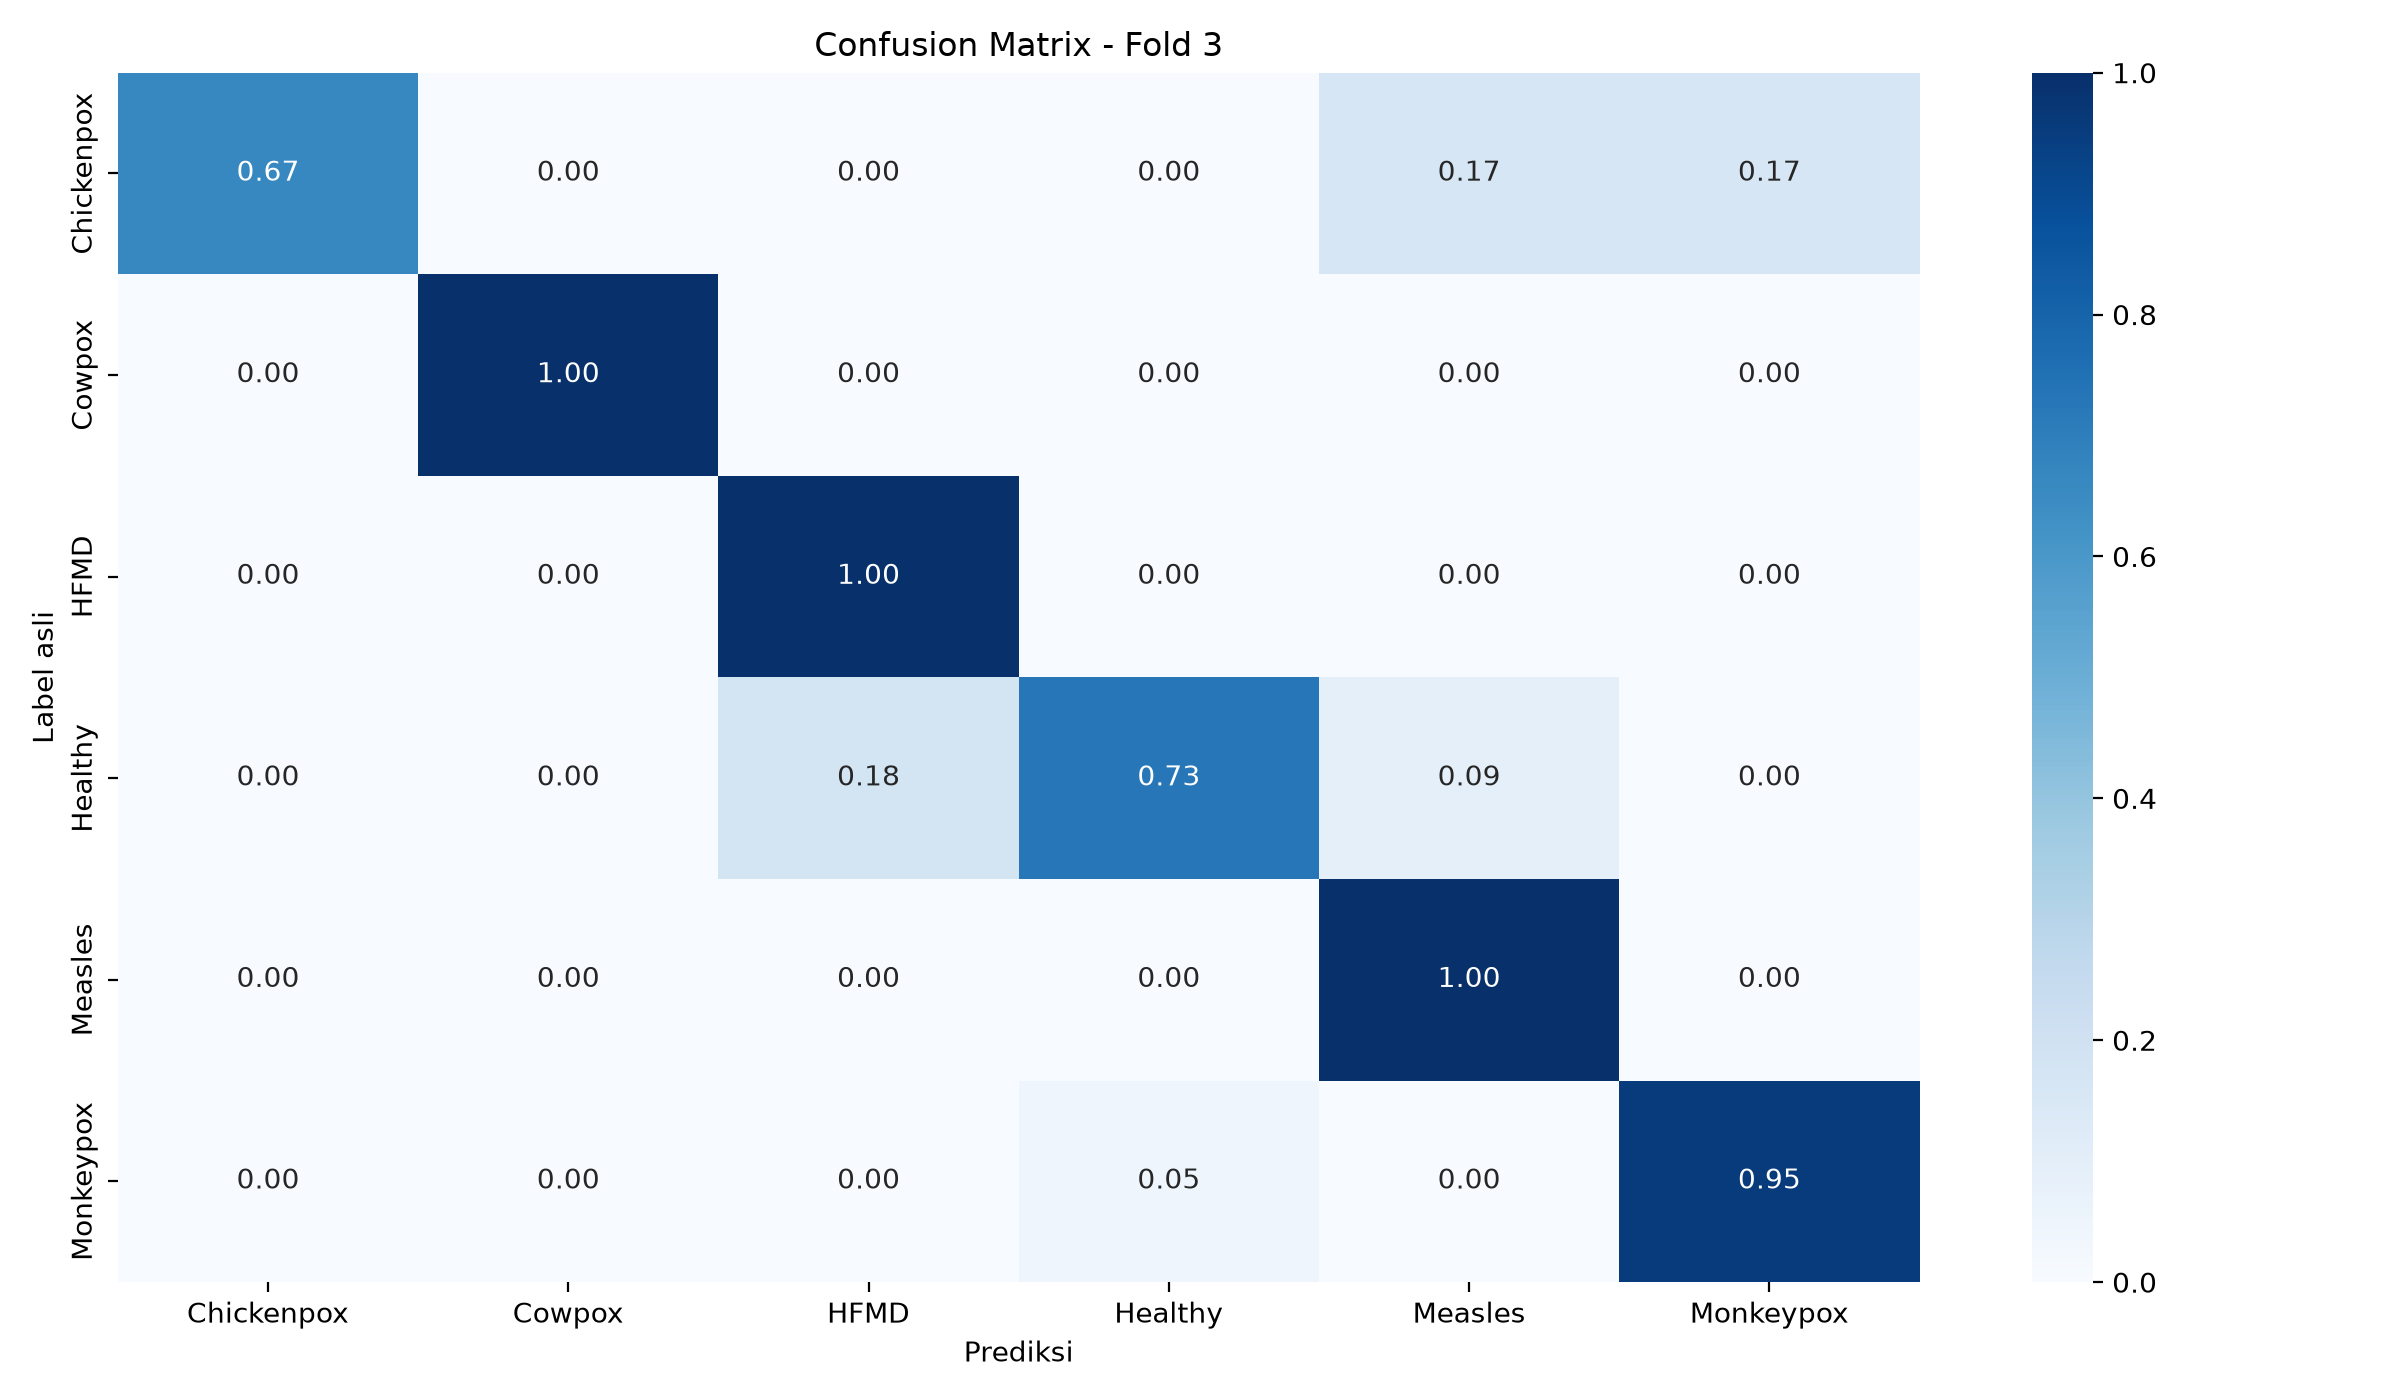 Confusion Matrix - Fold 3
Label asli
Chickenpox 0.67 0.00 0.00 0.00 0.17 0.17
Cowpox 0.00 1.00 0.00 0.00 0.00 0.00
HFMD 0.00 0.00 1.00 0.00 0.00 0.00
Healthy 0.00 0.00 0.18 0.73 0.09 0.00
Measles 0.00 0.00 0.00 0.00 1.00 0.00
Monkeypox 0.00 0.00 0.00 0.05 0.00 0.95
Chickenpox Cowpox HFMD Healthy Measles Monkeypox
Prediksi
1.0
0.8
0.6
0.4
0.2
0.0